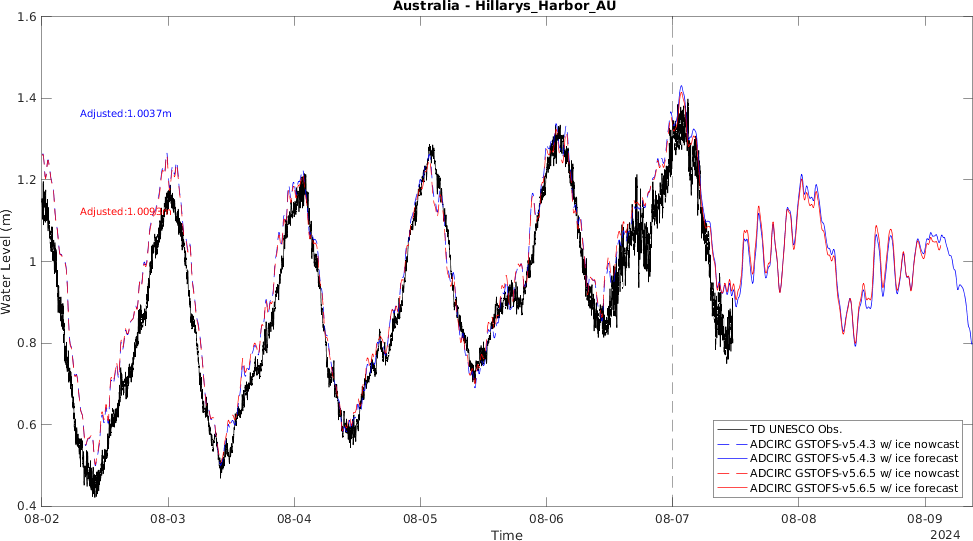 Australia - Hillarys_Harbor_AU
1.6
1.4
1.2
1
0.8
0.6
0.4
Water Level (m)
Adjusted:1.0037m
Adjusted:1.0093m
TD UNESCO Obs.
ADCIRC GSTOFS-v5.4.3 w/ ice nowcast
ADCIRC GSTOFS-v5.4.3 w/ ice forecast
ADCIRC GSTOFS-v5.6.5 w/ ice nowcast
ADCIRC GSTOFS-v5.6.5 w/ ice forecast
08-02 08-03 08-04 08-05 08-06 08-07 08-08 08-09
Time
2024